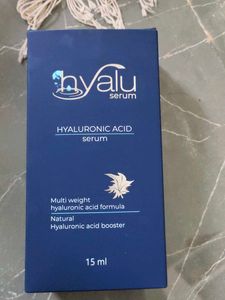 hyalu
serum
HYALURONIC ACID
serum
Multi weight
hyaluronic acid formula
Natural
Hyaluronic acid booster
15 ml